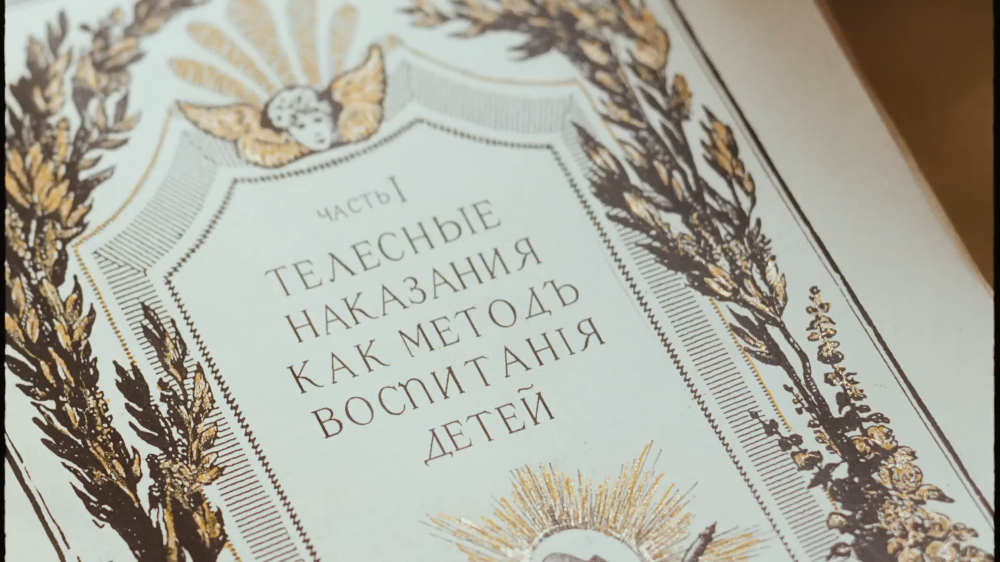 ЧАСТЬ I
ТЕЛЕСНЫЕ
НАКАЗАНИЯ
КАК МЕТОДЪ
ВОСПИТАНІЯ
ДЕТЕЙ